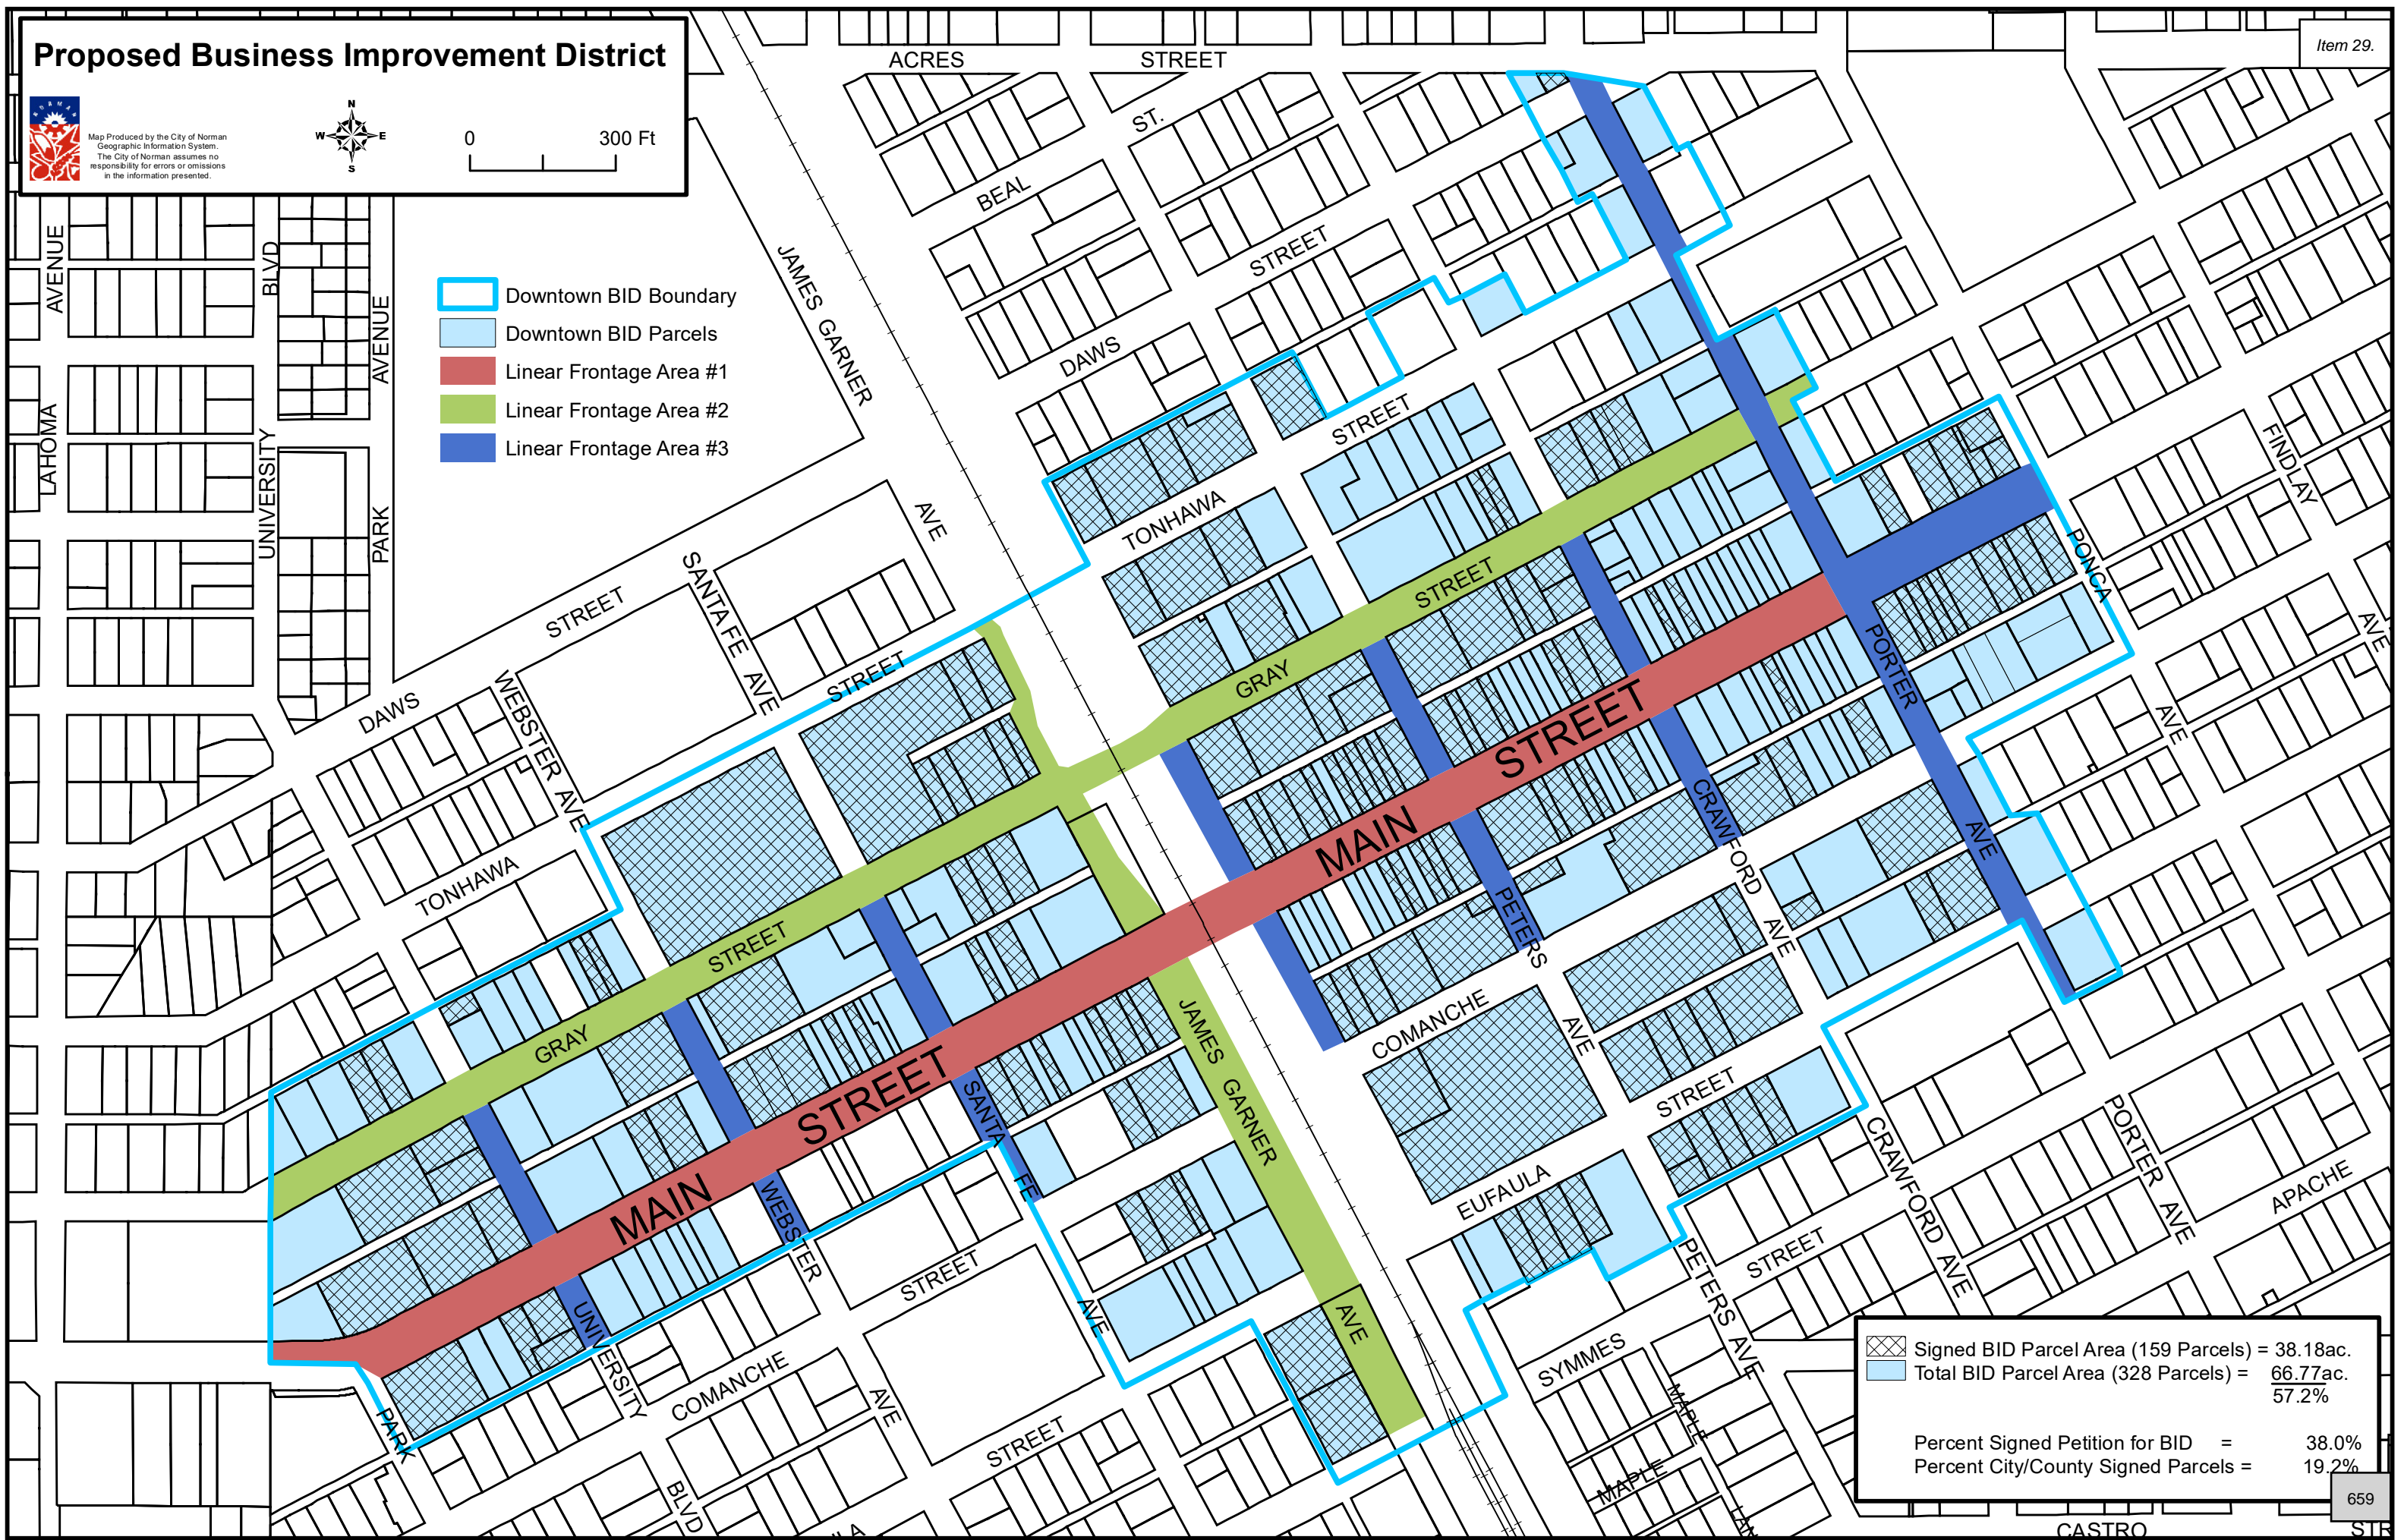 Proposed Business Improvement District
NORMAN
Map Produced by the City of Norman
Geographic Information System.
The City of Norman assumes no
responsibility for errors or omissions
in the information presented.
N
W
E
S
0
300 Ft
Item 29.
Downtown BID Boundary
Downtown BID Parcels
Linear Frontage Area #1
Linear Frontage Area #2
Linear Frontage Area #3
ACRES
STREET
ST.
BEAL
STREET
DAWS
STREET
TONHAWA
JAMES GARNER
AVE
AVENUE
LAHOMA
BLVD
UNIVERSITY
AVENUE
PARK
STREET
DAWS
SANTA FE AVE
WEBSTER AVE
STREET
TONHAWA
FINDLAY
AVE
PONCA
AVE
STREET
GRAY
STREET
GRAY
STREET
MAIN
STREET
MAIN
PORTER
AVE
CRAWFORD AVE
PETERS
AVE
COMANCHE
STREET
EUFAULA
JAMES GARNER
AVE
SANTA FE
AVE
WEBSTER
STREET
UNIVERSITY
COMANCHE
AVE
PARK
BLVD
STREET
STREET
SYMMES
PETERS AVE
CRAWFORD AVE
PORTER AVE
APACHE
MAPLE
MAPLE
CASTRO
Signed BID Parcel Area (159 Parcels) = 38.18ac.
Total BID Parcel Area (328 Parcels) = 66.77ac.
57.2%
Percent Signed Petition for BID = 38.0%
Percent City/County Signed Parcels = 19.2%
659